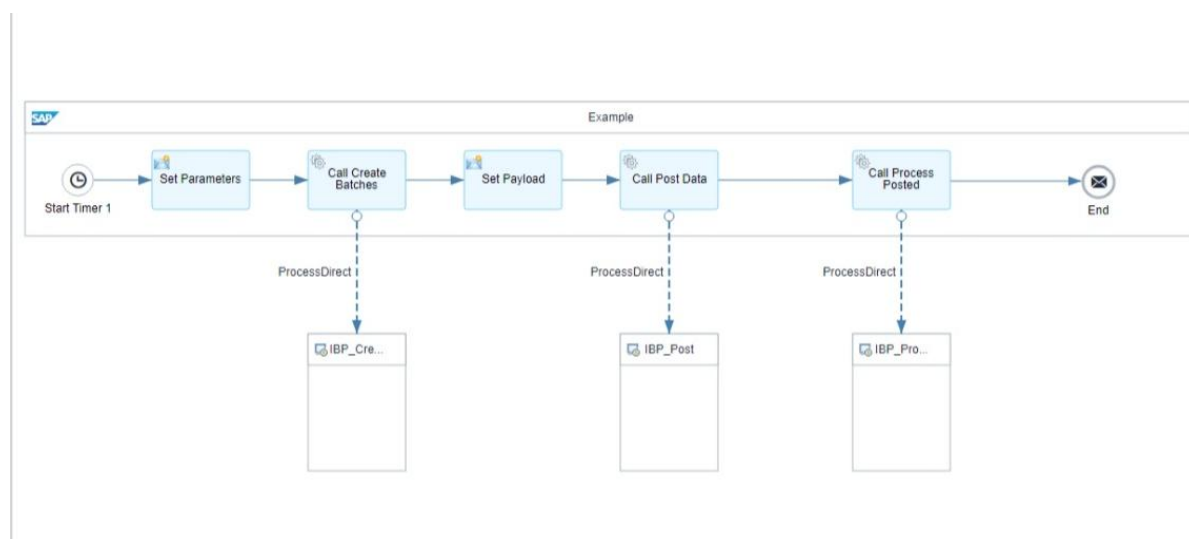 SAP
Example
Start Timer 1
Set Parameters
Call Create
Batches
Set Payload
Call Post Data
Call Process
Posted
End
ProcessDirect
ProcessDirect
ProcessDirect
IBP_Cre...
IBP_Post
IBP_Pro...